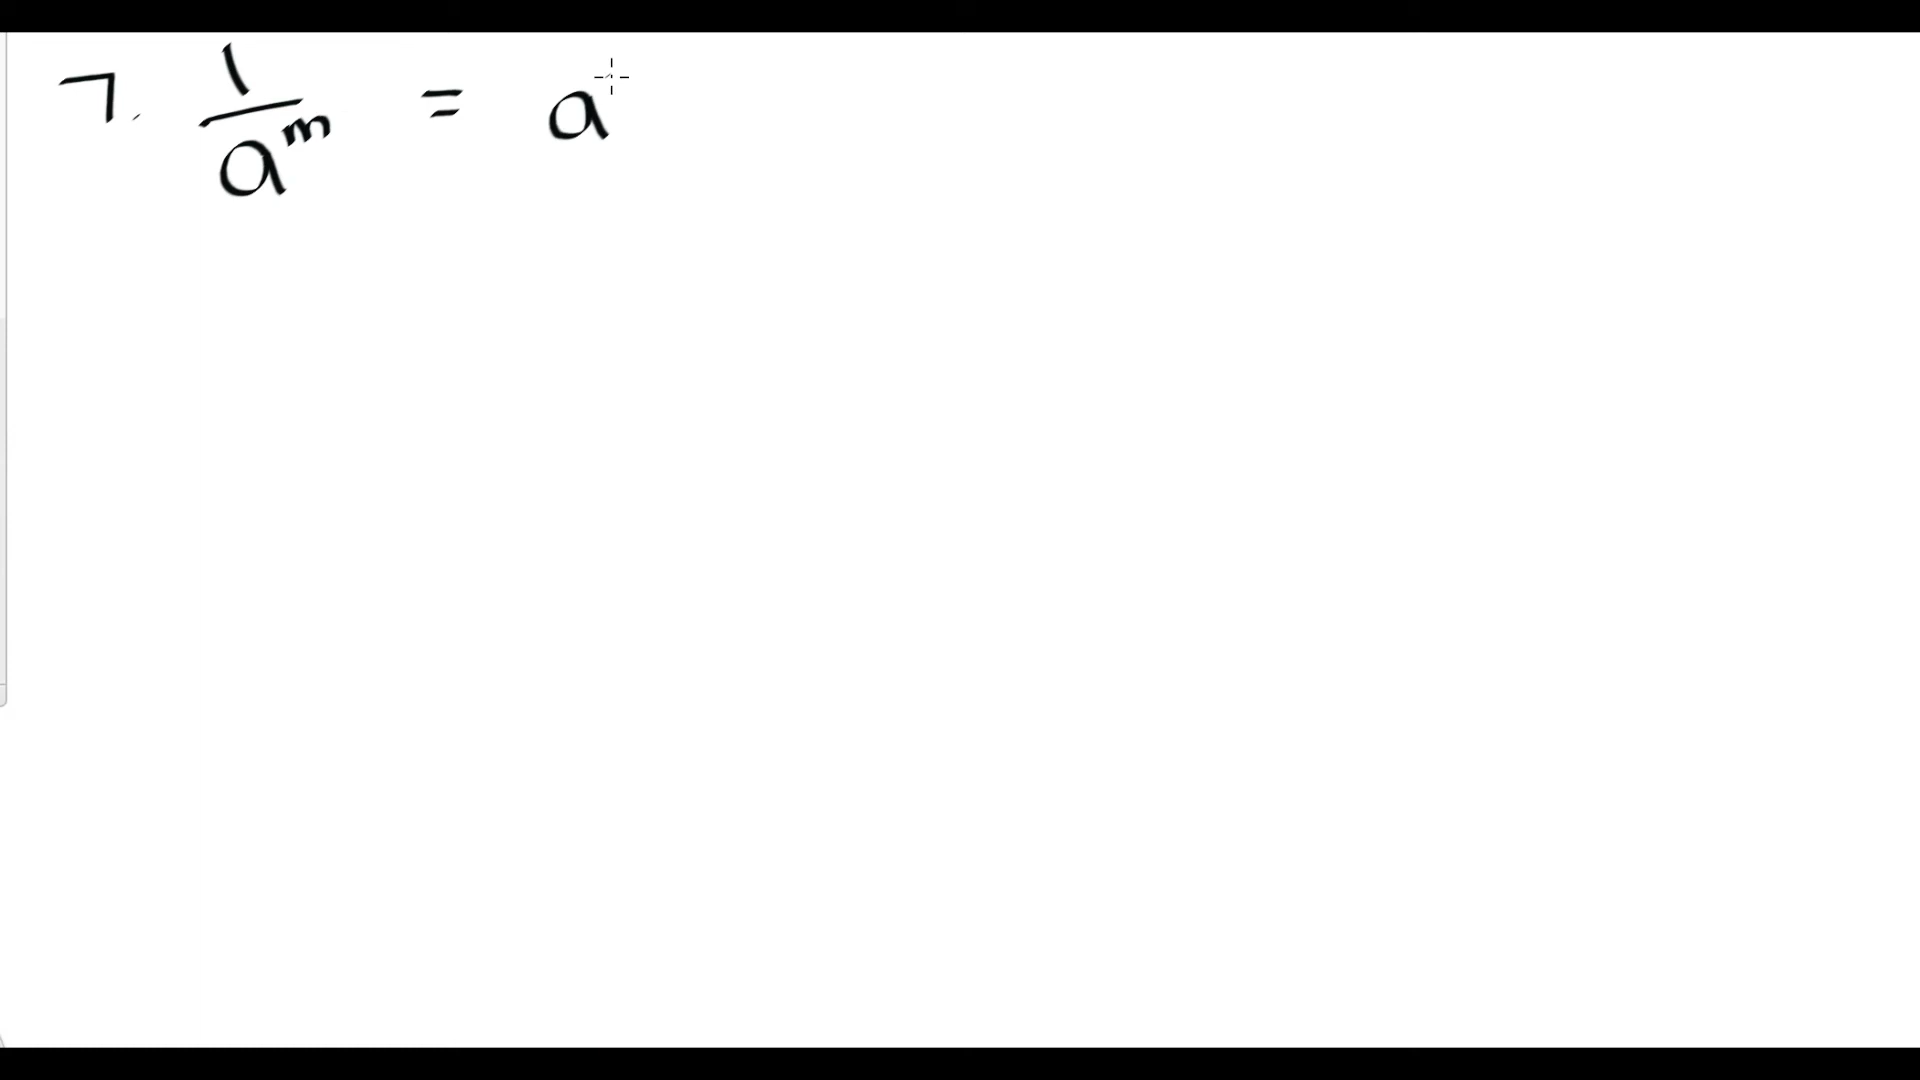 7. 1/a^m = a